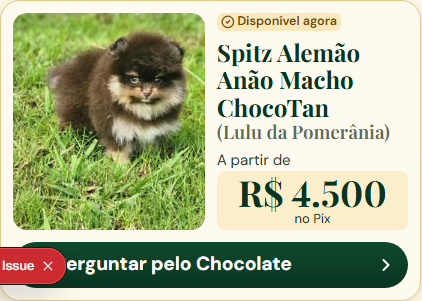 Disponível agora
Spitz Alemão
Anão Macho
ChocoTan
(Lulu da Pomerânia)
A partir de
R$ 4.500
no Pix
Issue
erguntar pelo Chocolate